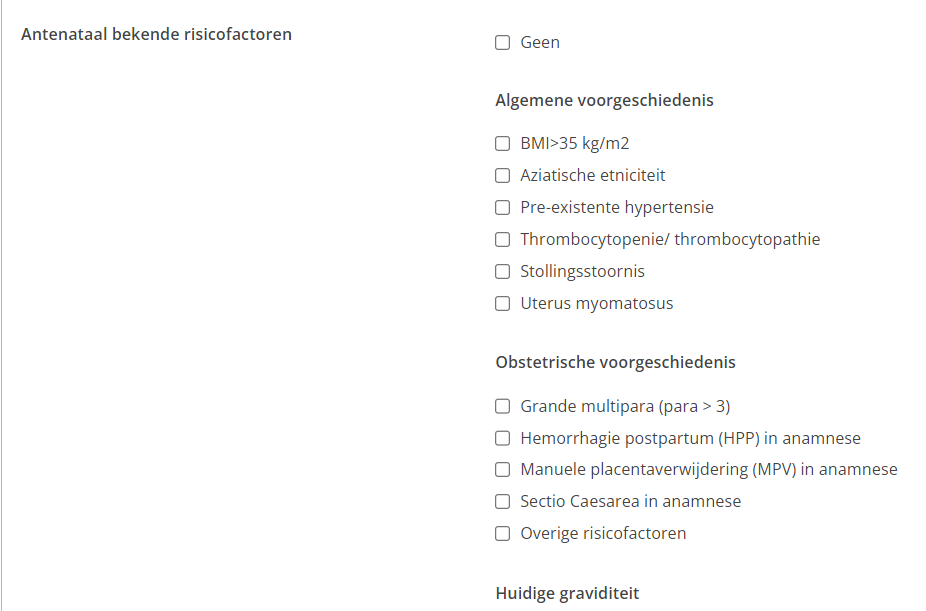 Antenataal bekende risicofactoren
Geen
Algemene voorgeschiedenis
BMI>35 kg/m2
Aziatische etniciteit
Pre-existente hypertensie
Thrombocytopenie/ thrombocytopathie
Stollingsstoornis
Uterus myomatosus
Obstetrische voorgeschiedenis
Grande multipara (para > 3)
Hemorrhagie postpartum (HPP) in anamnese
Manuele placentaverwijdering (MPV) in anamnese
Sectio Caesarea in anamnese
Overige risicofactoren
Huidige graviditeit